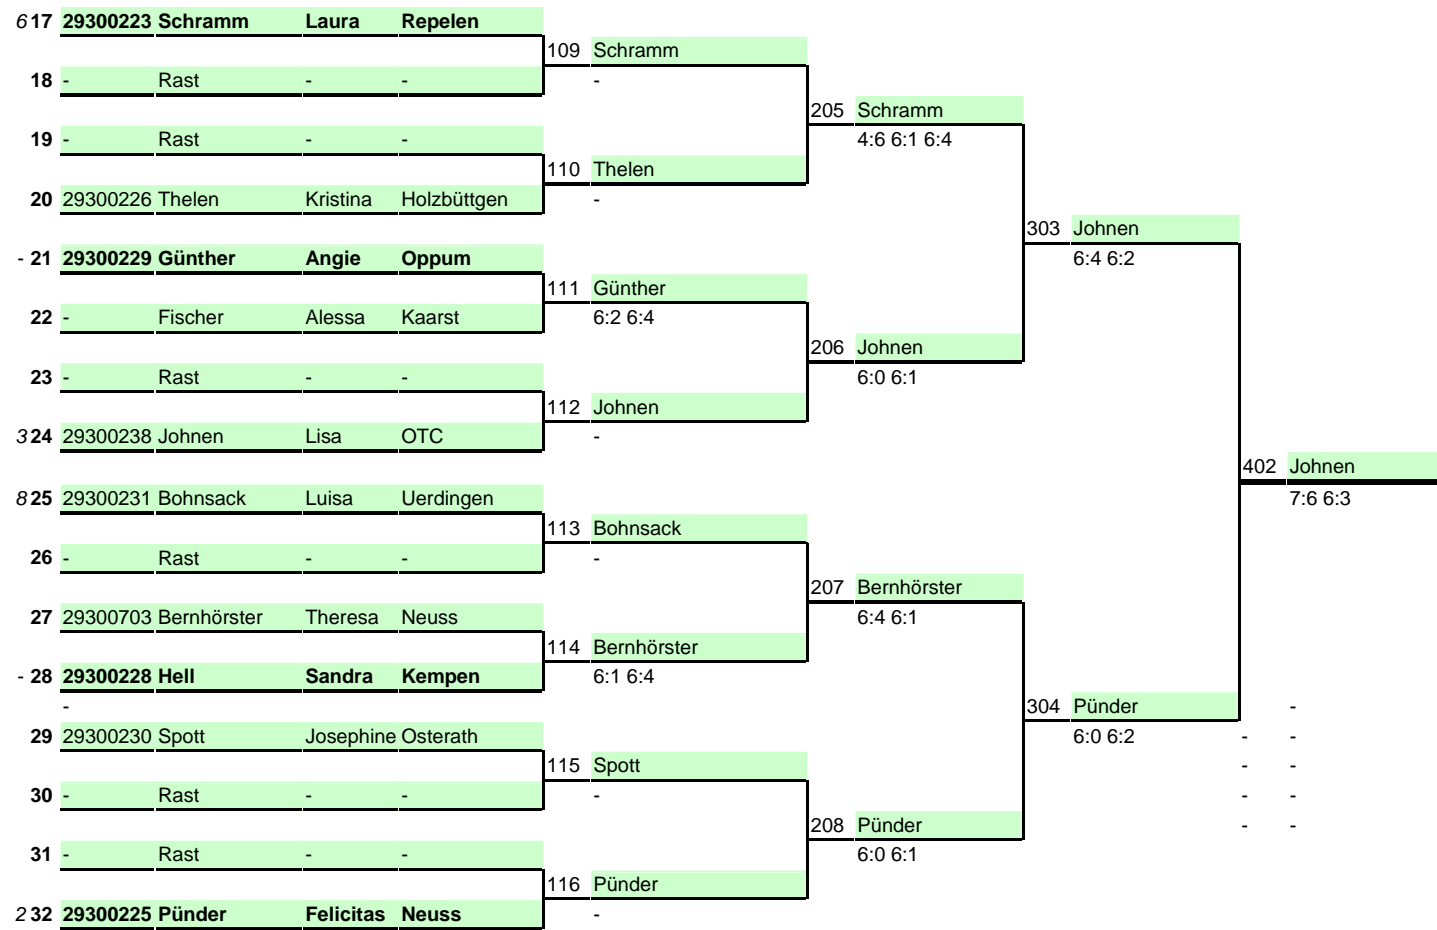 6 17 29300223 Schramm Laura Repelen
109 Schramm
18 - Rast - - -
205 Schramm
19 - Rast - - 4:6 6:1 6:4
110 Thelen
20 29300226 Thelen Kristina Holzbüttgen -
303 Johnen
- 21 29300229 Günther Angie Oppum 6:4 6:2
111 Günther
22 - Fischer Alessa Kaarst 6:2 6:4
206 Johnen
23 - Rast - - 6:0 6:1
112 Johnen
3 24 29300238 Johnen Lisa OTC -
402 Johnen
8 25 29300231 Bohnsack Luisa Uerdingen 7:6 6:3
113 Bohnsack
26 - Rast - - -
207 Bernhörster
27 29300703 Bernhörster Theresa Neuss 6:4 6:1
114 Bernhörster
- 28 29300228 Hell Sandra Kempen 6:1 6:4
- 304 Pünder -
29 29300230 Spott Josephine Osterath 6:0 6:2 - -
115 Spott - -
30 - Rast - - - - -
208 Pünder - -
31 - Rast - - 6:0 6:1
116 Pünder
2 32 29300225 Pünder Felicitas Neuss -